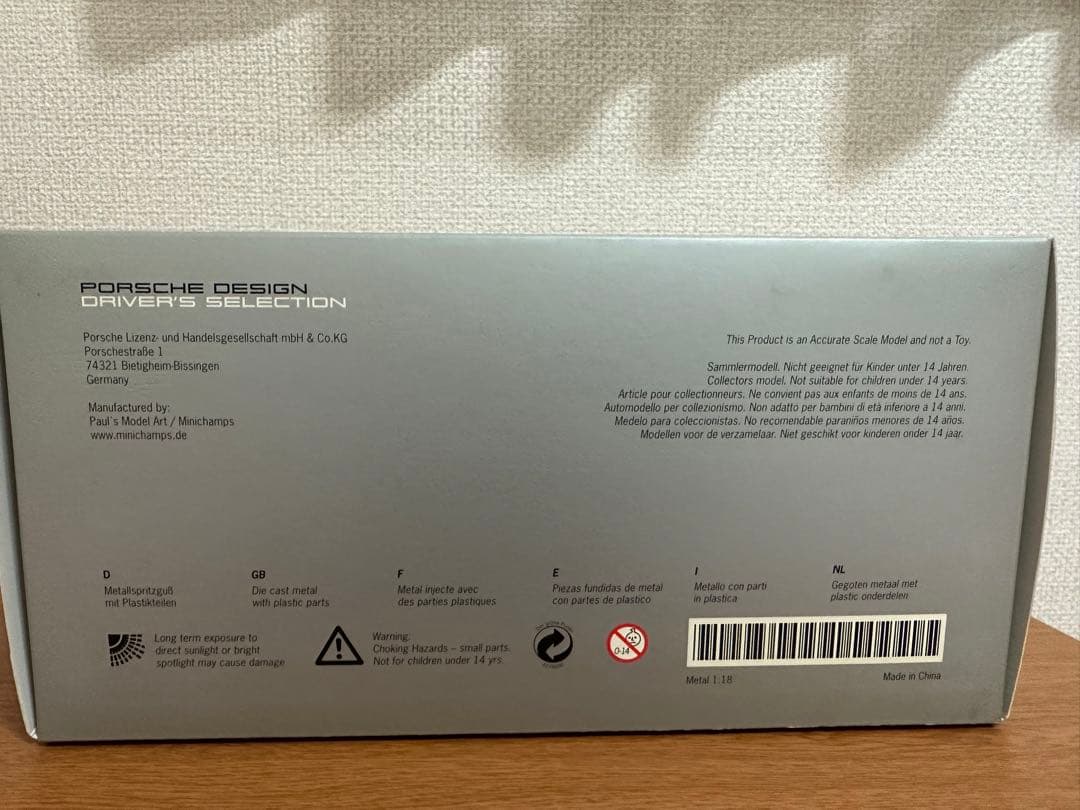 PORSCHE DESIGN
DRIVER'S SELECTION
Porsche Lizenz- und Handelsgesellschaft mbH & Co.KG
Porschestraße 1
74321 Bietigheim-Bissingen
Germany
Manufactured by:
Paul's Model Art / Minichamps
www.minichamps.de
This Product is an Accurate Scale Model and not a Toy.
Sammlermodell. Nicht geeignet für Kinder unter 14 Jahren.
Collectors model. Not suitable for children under 14 years.
Article pour collectionneurs. Ne convient pas aux enfants de moins de 14 ans.
Automodello per collezionismo. Non adatto per bambini di età inferiore a 14 anni.
Medelo para coleccionistas. No recomendable paraniños menores de 14 años.
Modellen voor de verzamelaar. Niet geschikt voor kinderen onder 14 jaar.
D
Metallspritzguß
mit Plastikteilen
GB
Die cast metal
with plastic parts
F
Metal injecte avec
des parties plastiques
E
Piezas fundidas de metal
con partes de plastico
I
Metallo con parti
in plastica
NL
Gegoten metaal met
plastic onderdelen
Long term exposure to
direct sunlight or bright
spotlight may cause damage
Warning:
Choking Hazards – small parts.
Not for children under 14 yrs.
0-14
Metal 1:18
Made in China